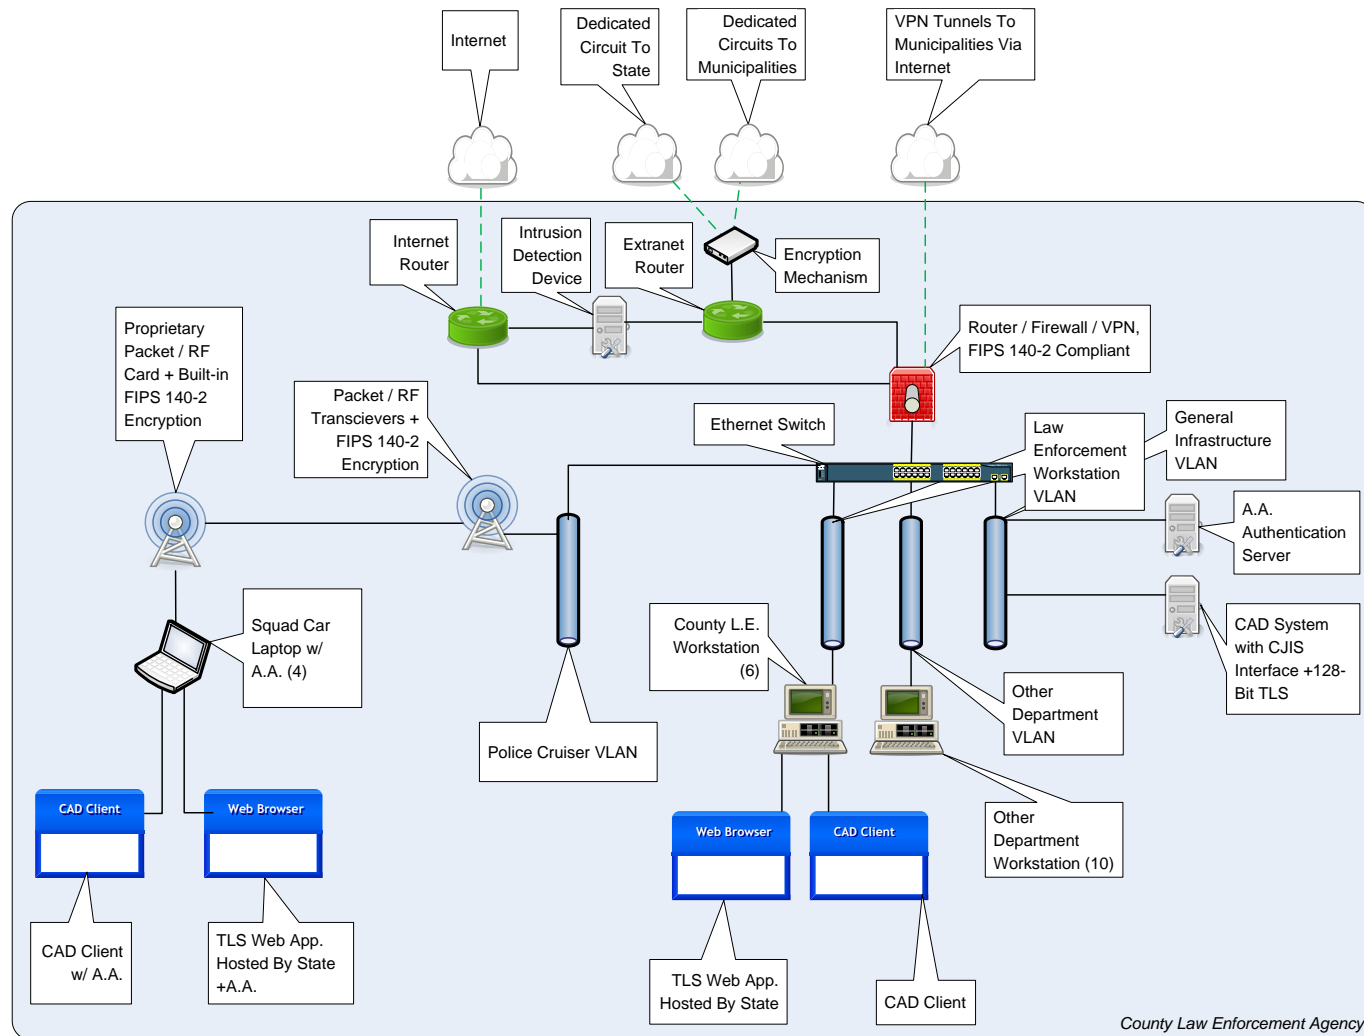 Internet
Dedicated
Circuit To
State
Dedicated
Circuits To
Municipalities
VPN Tunnels To
Municipalities Via
Internet
Internet
Router
Intrusion
Detection
Device
Extranet
Router
Encryption
Mechanism
Proprietary
Packet / RF
Card + Built-in
FIPS 140-2
Encryption
Packet / RF
Transcievers +
FIPS 140-2
Encryption
Router / Firewall / VPN,
FIPS 140-2 Compliant
Ethernet Switch
Law
Enforcement
Workstation
VLAN
General
Infrastructure
VLAN
A.A.
Authentication
Server
CAD System
with CJIS
Interface +128-
Bit TLS
Squad Car
Laptop w/
A.A. (4)
County L.E.
Workstation
(6)
Other
Department
VLAN
Police Cruiser VLAN
Other
Department
Workstation (10)
CAD Client
Web Browser
Web Browser
CAD Client
CAD Client
w/ A.A.
TLS Web App.
Hosted By State
+A.A.
TLS Web App.
Hosted By State
CAD Client
County Law Enforcement Agency